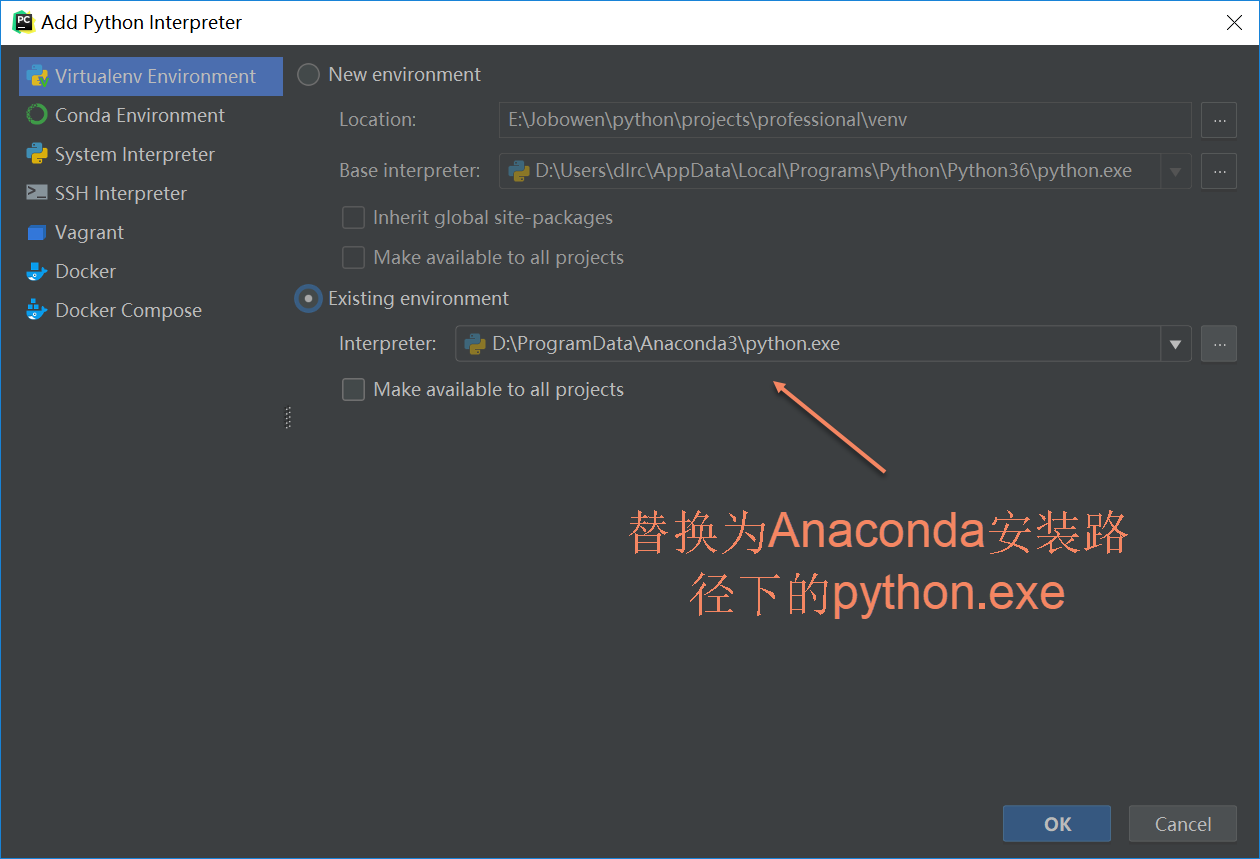 Add Python Interpreter
Virtualenv Environment
Conda Environment
System Interpreter
SSH Interpreter
Vagrant
Docker
Docker Compose
New environment
Location: E:\Jobowen\python\projects\professional\venv ...
Base interpreter: D:\Users\dlrc\AppData\Local\Programs\Python\Python36\python.exe ...
Inherit global site-packages
Make available to all projects
Existing environment
Interpreter: D:\ProgramData\Anaconda3\python.exe ...
Make available to all projects
替换为Anaconda安装路
径下的python.exe
OK Cancel